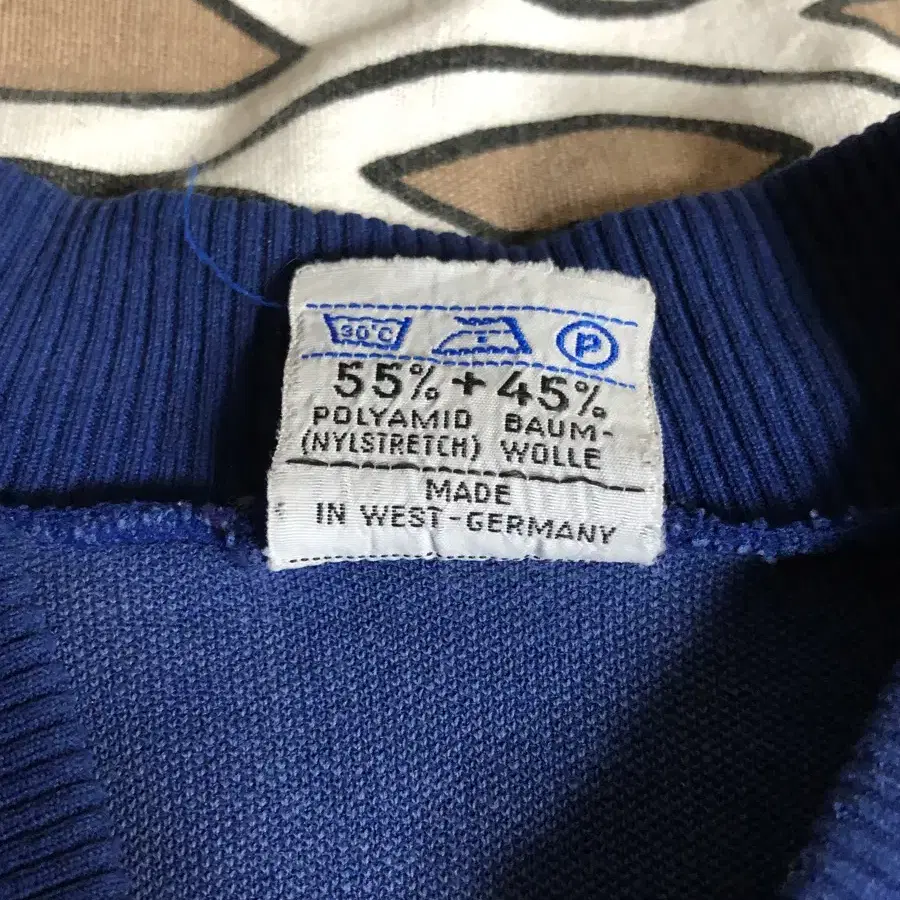 30°C P
55% + 45%
POLYAMID BAUM-
(NYLSTRETCH) WOLLE
MADE
IN WEST-GERMANY